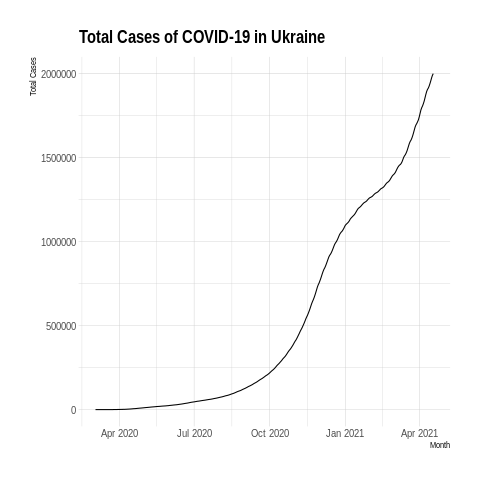 Total Cases of COVID-19 in Ukraine
Total Cases
2000000
1500000
1000000
500000
0
Apr 2020 Jul 2020 Oct 2020 Jan 2021 Apr 2021
Month